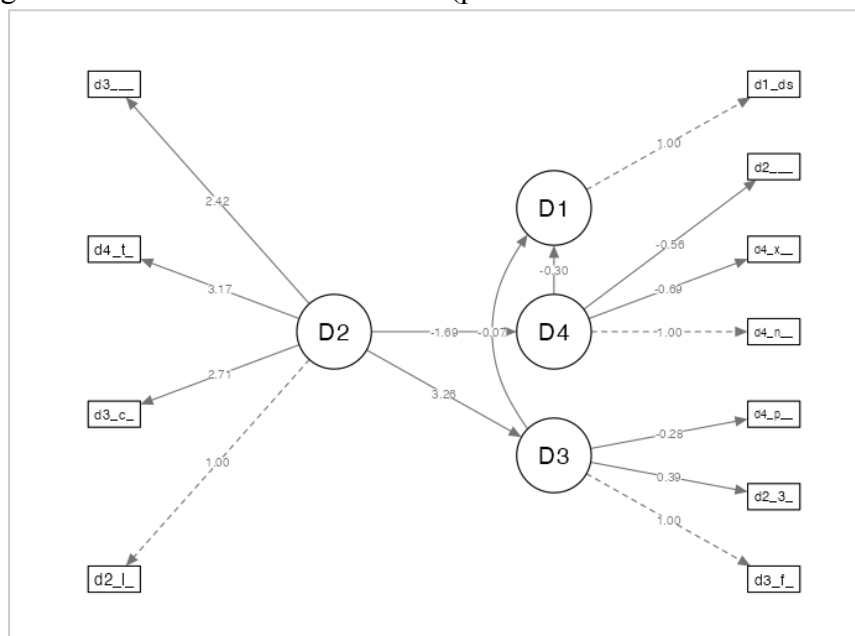 d3___
d1_ds
1.00
d2___
2.42
D1
d4_t_
-0.56
d4_x__
3.17
-0.30
-0.69
D2
-1.69
-0.07
D4
1.00
d4_n__
2.71
3.26
d3_c_
-0.28
d4_p__
D3
1.00
0.39
d2_3_
1.00
d2_l_
d3_f_